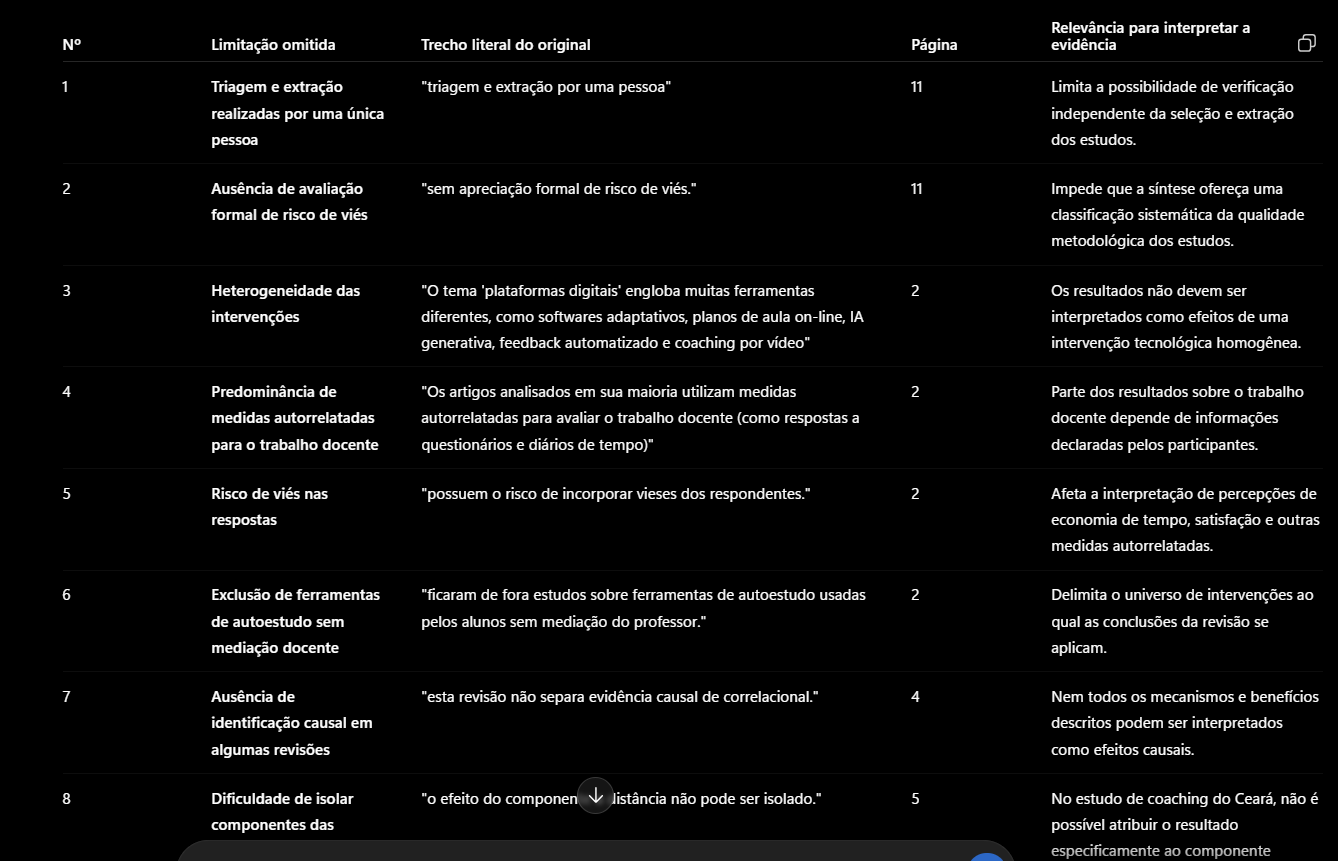 Nº Limitação omitida Trecho literal do original Página Relevância para interpretar a
evidência
1 Triagem e extração "triagem e extração por uma pessoa" 11 Limita a possibilidade de verificação
realizadas por uma única independente da seleção e extração
pessoa dos estudos.
2 Ausência de avaliação "sem apreciação formal de risco de viés." 11 Impede que a síntese ofereça uma
formal de risco de viés classificação sistemática da qualidade
metodológica dos estudos.
3 Heterogeneidade das "O tema 'plataformas digitais' engloba muitas ferramentas 2 Os resultados não devem ser
intervenções diferentes, como softwares adaptativos, planos de aula on-line, IA interpretados como efeitos de uma
generativa, feedback automatizado e coaching por vídeo" intervenção tecnológica homogênea.
4 Predominância de "Os artigos analisados em sua maioria utilizam medidas 2 Parte dos resultados sobre o trabalho
medidas autorrelatadas autorrelatadas para avaliar o trabalho docente (como respostas a docente depende de informações
para o trabalho docente questionários e diários de tempo)" declaradas pelos participantes.
5 Risco de viés nas "possuem o risco de incorporar vieses dos respondentes." 2 Afeta a interpretação de percepções de
respostas economia de tempo, satisfação e outras
medidas autorrelatadas.
6 Exclusão de ferramentas "ficaram de fora estudos sobre ferramentas de autoestudo usadas 2 Delimita o universo de intervenções ao
de autoestudo sem pelos alunos sem mediação do professor." qual as conclusões da revisão se
mediação docente aplicam.
7 Ausência de "esta revisão não separa evidência causal de correlacional." 4 Nem todos os mecanismos e benefícios
identificação causal em descritos podem ser interpretados
algumas revisões como efeitos causais.
8 Dificuldade de isolar "o efeito do componen distância não pode ser isolado." 5 No estudo de coaching do Ceará, não é
componentes das possível atribuir o resultado
especificamente ao componente